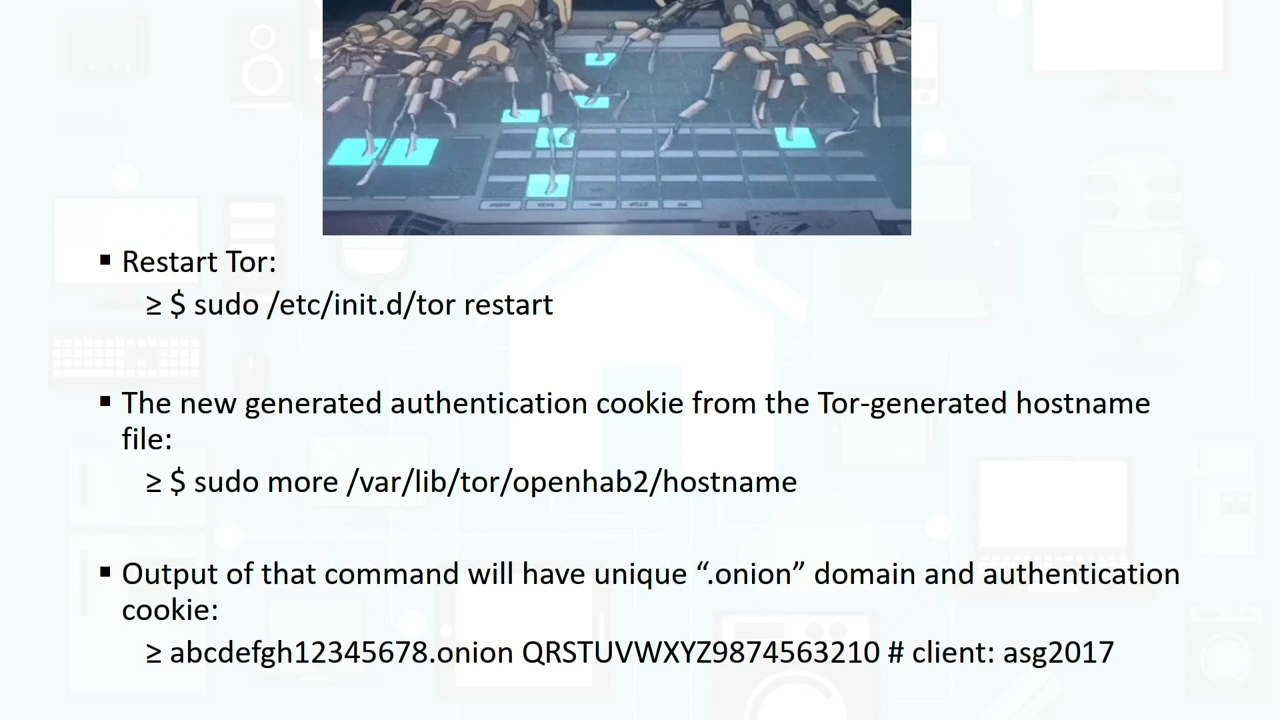 ▪ Restart Tor:
≥ $ sudo /etc/init.d/tor restart
▪ The new generated authentication cookie from the Tor-generated hostname
file:
≥ $ sudo more /var/lib/tor/openhab2/hostname
▪ Output of that command will have unique “.onion” domain and authentication
cookie:
≥ abcdefgh12345678.onion QRSTUVWXYZ9874563210 # client: asg2017